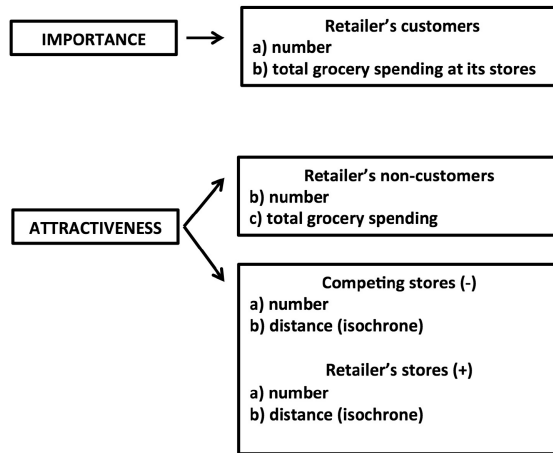 IMPORTANCE
Retailer’s customers
a) number
b) total grocery spending at its stores
ATTRACTIVENESS
Retailer’s non-customers
b) number
c) total grocery spending
Competing stores (-)
a) number
b) distance (isochrone)
Retailer’s stores (+)
a) number
b) distance (isochrone)